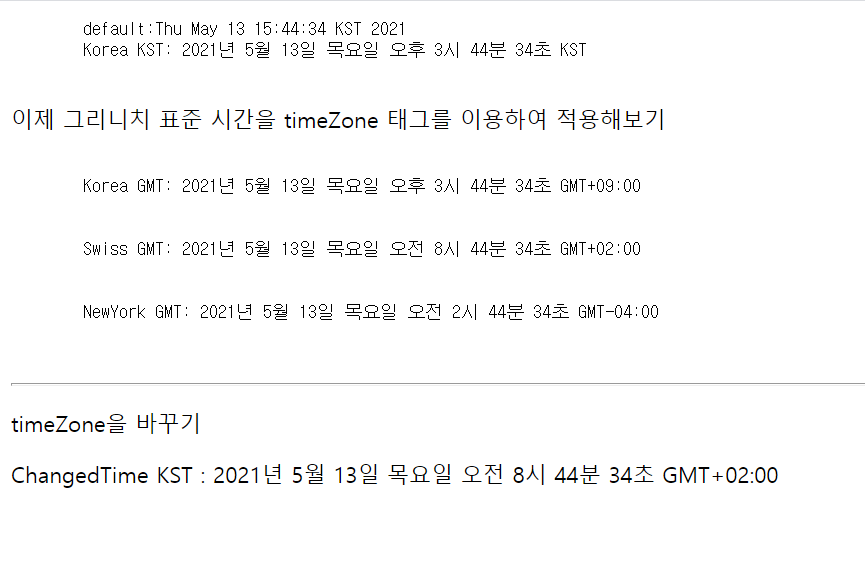 default:Thu May 13 15:44:34 KST 2021
Korea KST: 2021년 5월 13일 목요일 오후 3시 44분 34초 KST
이제 그리니치 표준 시간을 timeZone 태그를 이용하여 적용해보기
Korea GMT: 2021년 5월 13일 목요일 오후 3시 44분 34초 GMT+09:00
Swiss GMT: 2021년 5월 13일 목요일 오전 8시 44분 34초 GMT+02:00
NewYork GMT: 2021년 5월 13일 목요일 오전 2시 44분 34초 GMT-04:00
timeZone을 바꾸기
ChangedTime KST : 2021년 5월 13일 목요일 오전 8시 44분 34초 GMT+02:00